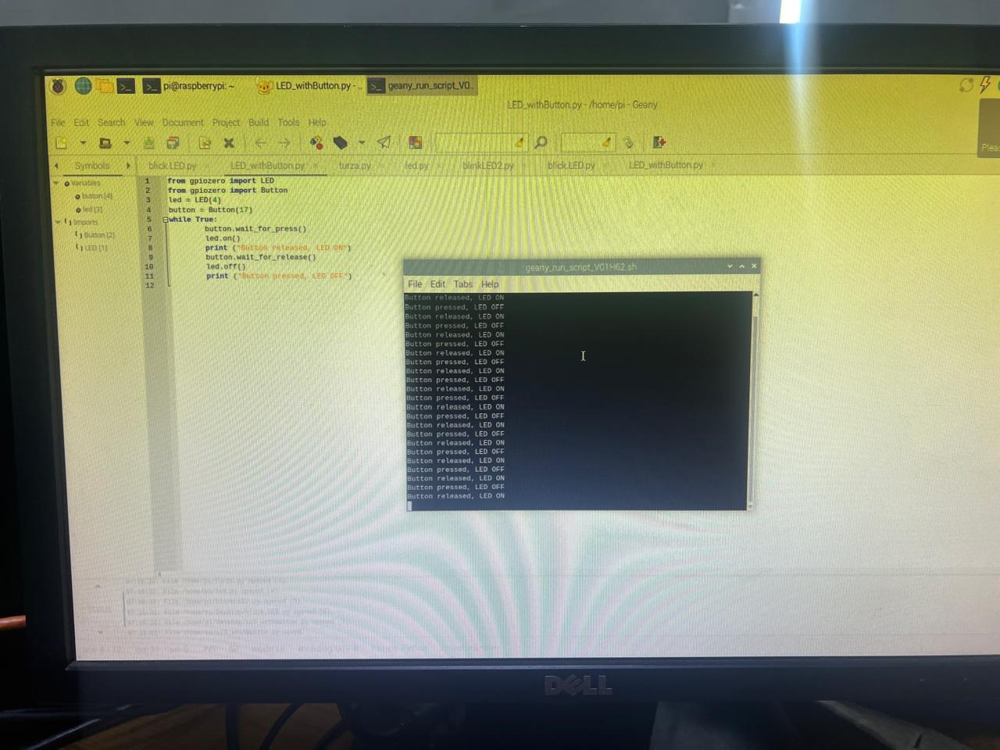 pi@raspberrypi: ~ LED_withButton.py - .. geany_run_script_V0..
LED_withButton.py - /home/pi - Geany
File Edit Search View Document Project Build Tools Help
Plea
Symbols blick.LED.py LED_withButton.py turza.py led.py blinkLED2.py blick.LED.py LED_withButton.py
Variables
button [4]
led [3]
Imports
Button [2]
LED [1]
1 from gpiozero import LED
2 from gpiozero import Button
3 led = LED(4)
4 button = Button(17)
5 while True:
6 button.wait_for_press()
7 led.on()
8 print ("Button released, LED ON")
9 button.wait_for_release()
10 led.off()
11 print ("Button pressed, LED OFF")
12
geany_run_script_V01H62.sh
File Edit Tabs Help
Button released, LED ON
Button pressed, LED OFF
Button released, LED ON
Button pressed, LED OFF
Button released, LED ON
Button pressed, LED OFF
Button released, LED ON
Button pressed, LED OFF
Button released, LED ON
Button pressed, LED OFF
Button released, LED ON
Button pressed, LED OFF
Button released, LED ON
Button pressed, LED OFF
Button released, LED ON
Button pressed, LED OFF
Button released, LED ON
Button pressed, LED OFF
Button released, LED ON
Button pressed, LED OFF
Button released, LED ON
Button pressed, LED OFF
Button released, LED ON
DELL